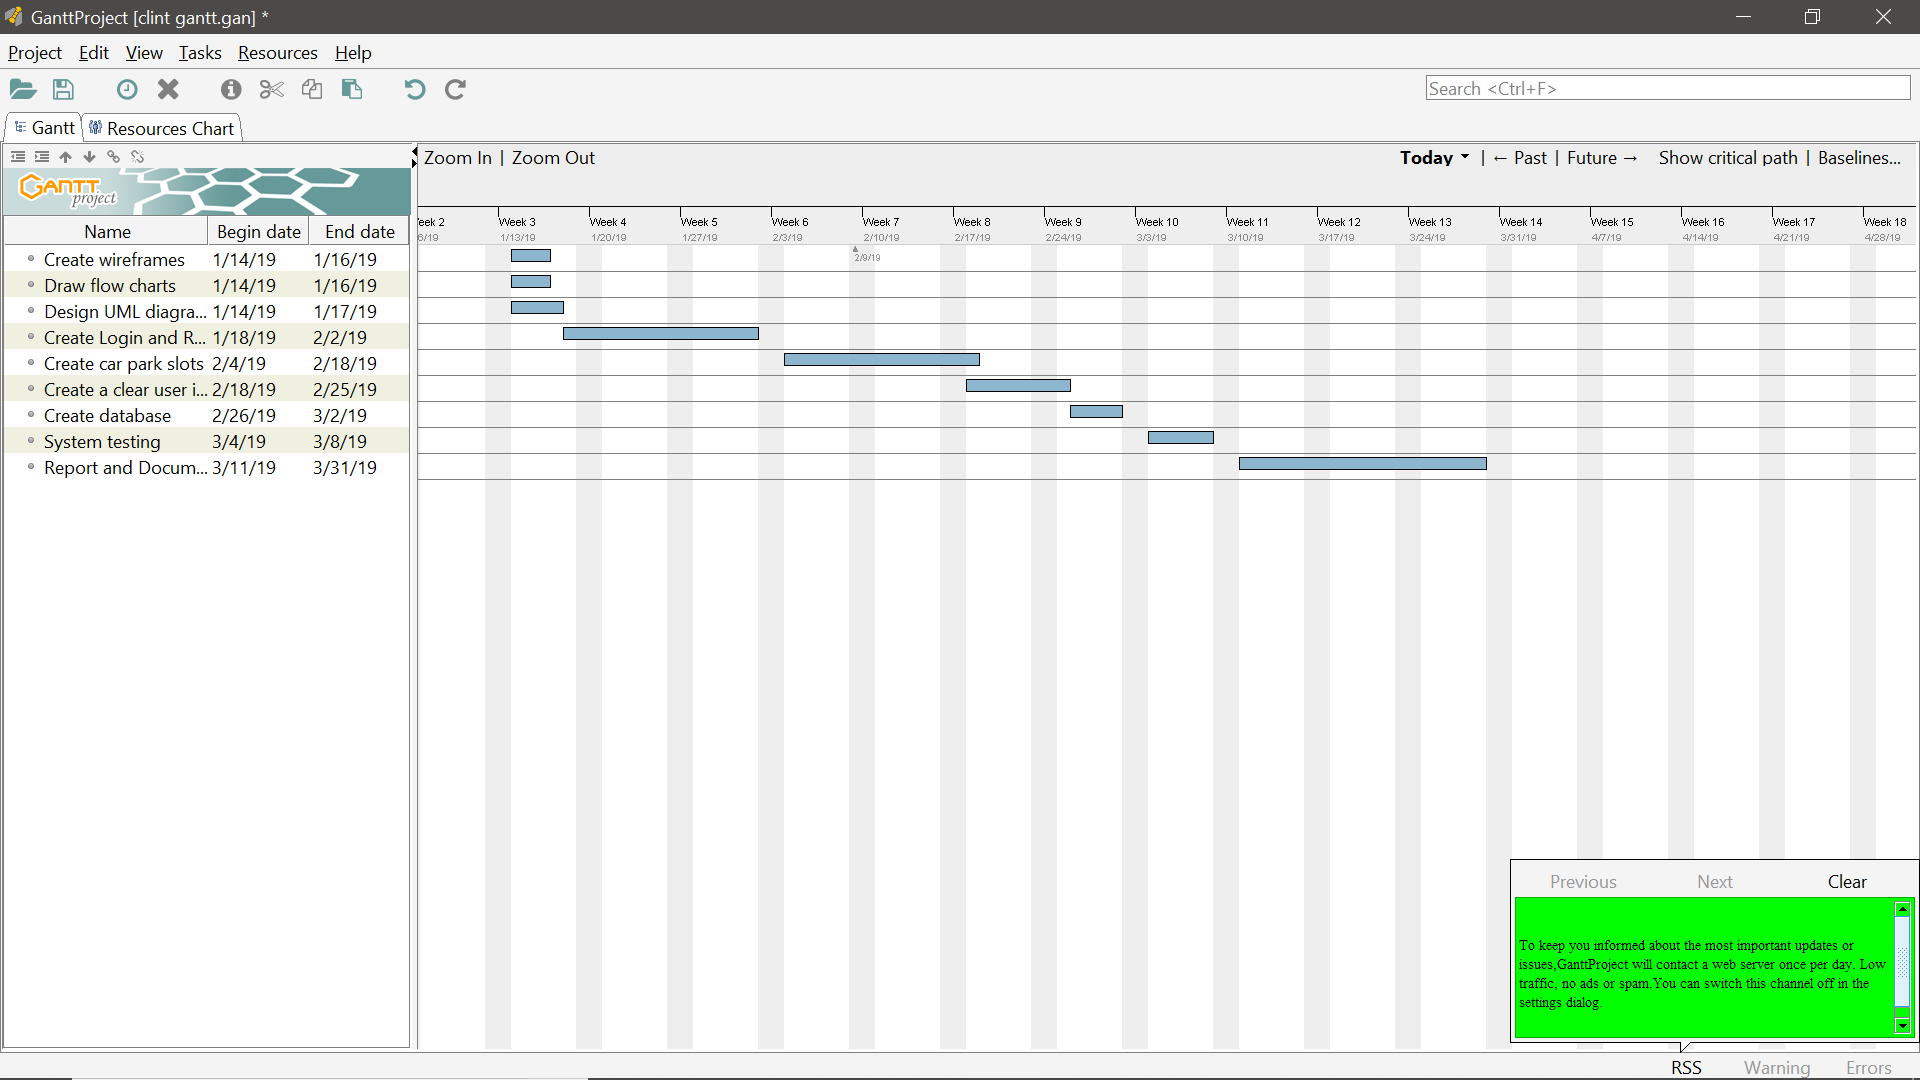 GanttProject [clint gantt.gan] *
Project Edit View Tasks Resources Help
Search <Ctrl+F>
Gantt Resources Chart
Zoom In | Zoom Out Today | ← Past | Future → Show critical path | Baselines...
GANTT project
eek 2 Week 3 Week 4 Week 5 Week 6 Week 7 Week 8 Week 9 Week 10 Week 11 Week 12 Week 13 Week 14 Week 15 Week 16 Week 17 Week 18
6/19 1/13/19 1/20/19 1/27/19 2/3/19 2/10/19 2/17/19 2/24/19 3/3/19 3/10/19 3/17/19 3/24/19 3/31/19 4/7/19 4/14/19 4/21/19 4/28/19
Name Begin date End date
2/9/19
Create wireframes 1/14/19 1/16/19
Draw flow charts 1/14/19 1/16/19
Design UML diagra... 1/14/19 1/17/19
Create Login and R... 1/18/19 2/2/19
Create car park slots 2/4/19 2/18/19
Create a clear user i... 2/18/19 2/25/19
Create database 2/26/19 3/2/19
System testing 3/4/19 3/8/19
Report and Docum... 3/11/19 3/31/19
Previous Next Clear
To keep you informed about the most important updates or
issues,GanttProject will contact a web server once per day. Low
traffic, no ads or spam.You can switch this channel off in the
settings dialog.
RSS Warning Errors